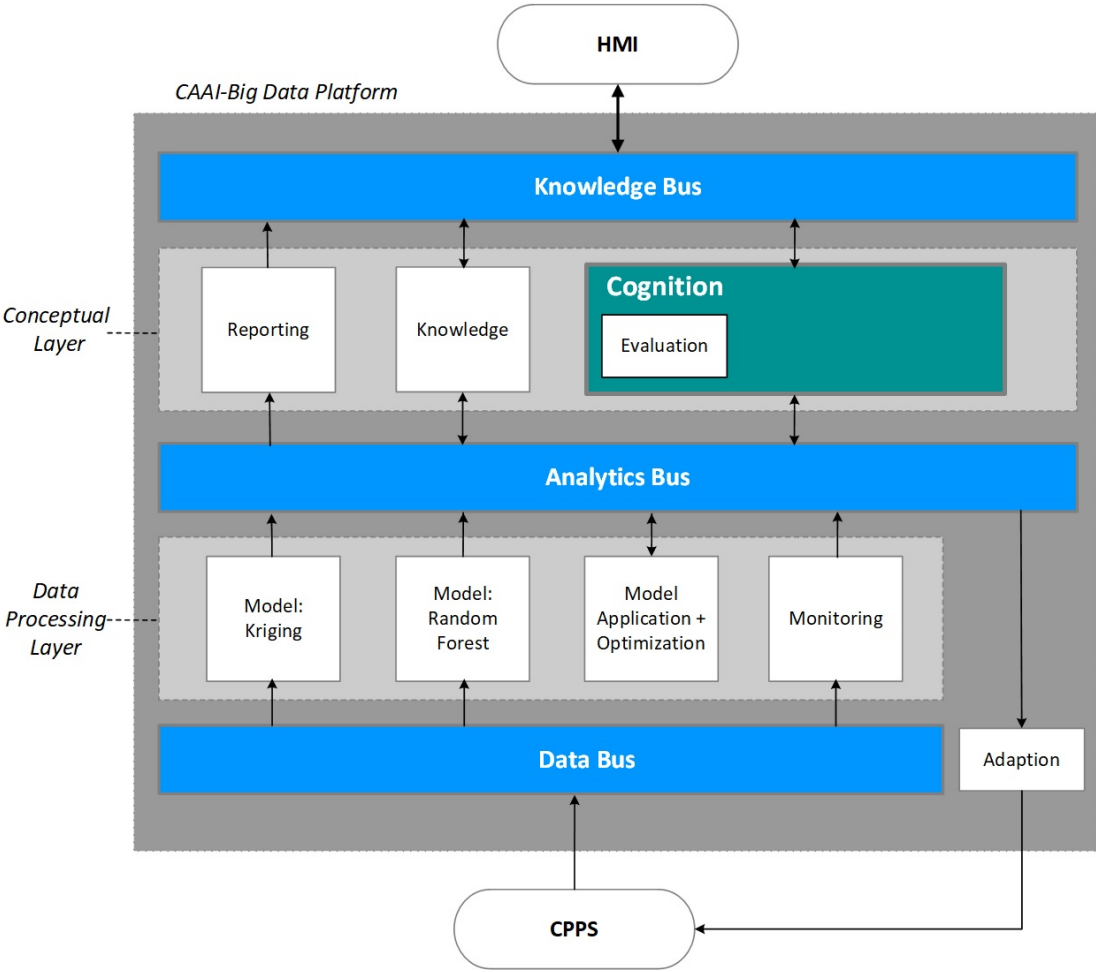 HMI
CAAI-Big Data Platform
Knowledge Bus
Conceptual
Layer
Reporting
Knowledge
Cognition
Evaluation
Analytics Bus
Data
Processing
Layer
Model:
Kriging
Model:
Random
Forest
Model
Application +
Optimization
Monitoring
Data Bus
Adaption
CPPS